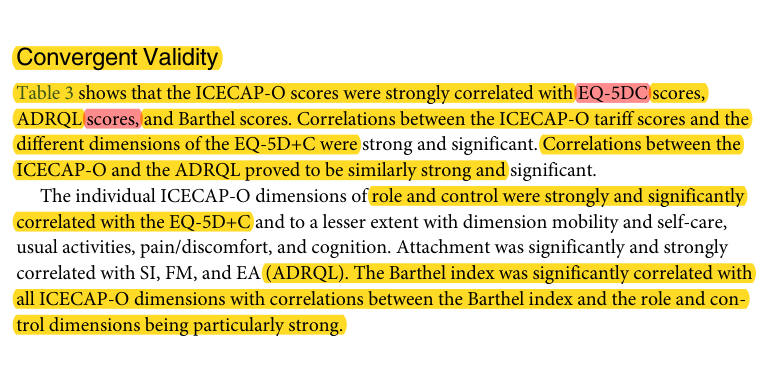 Convergent Validity
Table 3 shows that the ICECAP-O scores were strongly correlated with EQ-5DC scores,
ADRQL scores, and Barthel scores. Correlations between the ICECAP-O tariff scores and the
different dimensions of the EQ-5D+C were strong and significant. Correlations between the
ICECAP-O and the ADRQL proved to be similarly strong and significant.
The individual ICECAP-O dimensions of role and control were strongly and significantly
correlated with the EQ-5D+C and to a lesser extent with dimension mobility and self-care,
usual activities, pain/discomfort, and cognition. Attachment was significantly and strongly
correlated with SI, FM, and EA (ADRQL). The Barthel index was significantly correlated with
all ICECAP-O dimensions with correlations between the Barthel index and the role and con-
trol dimensions being particularly strong.